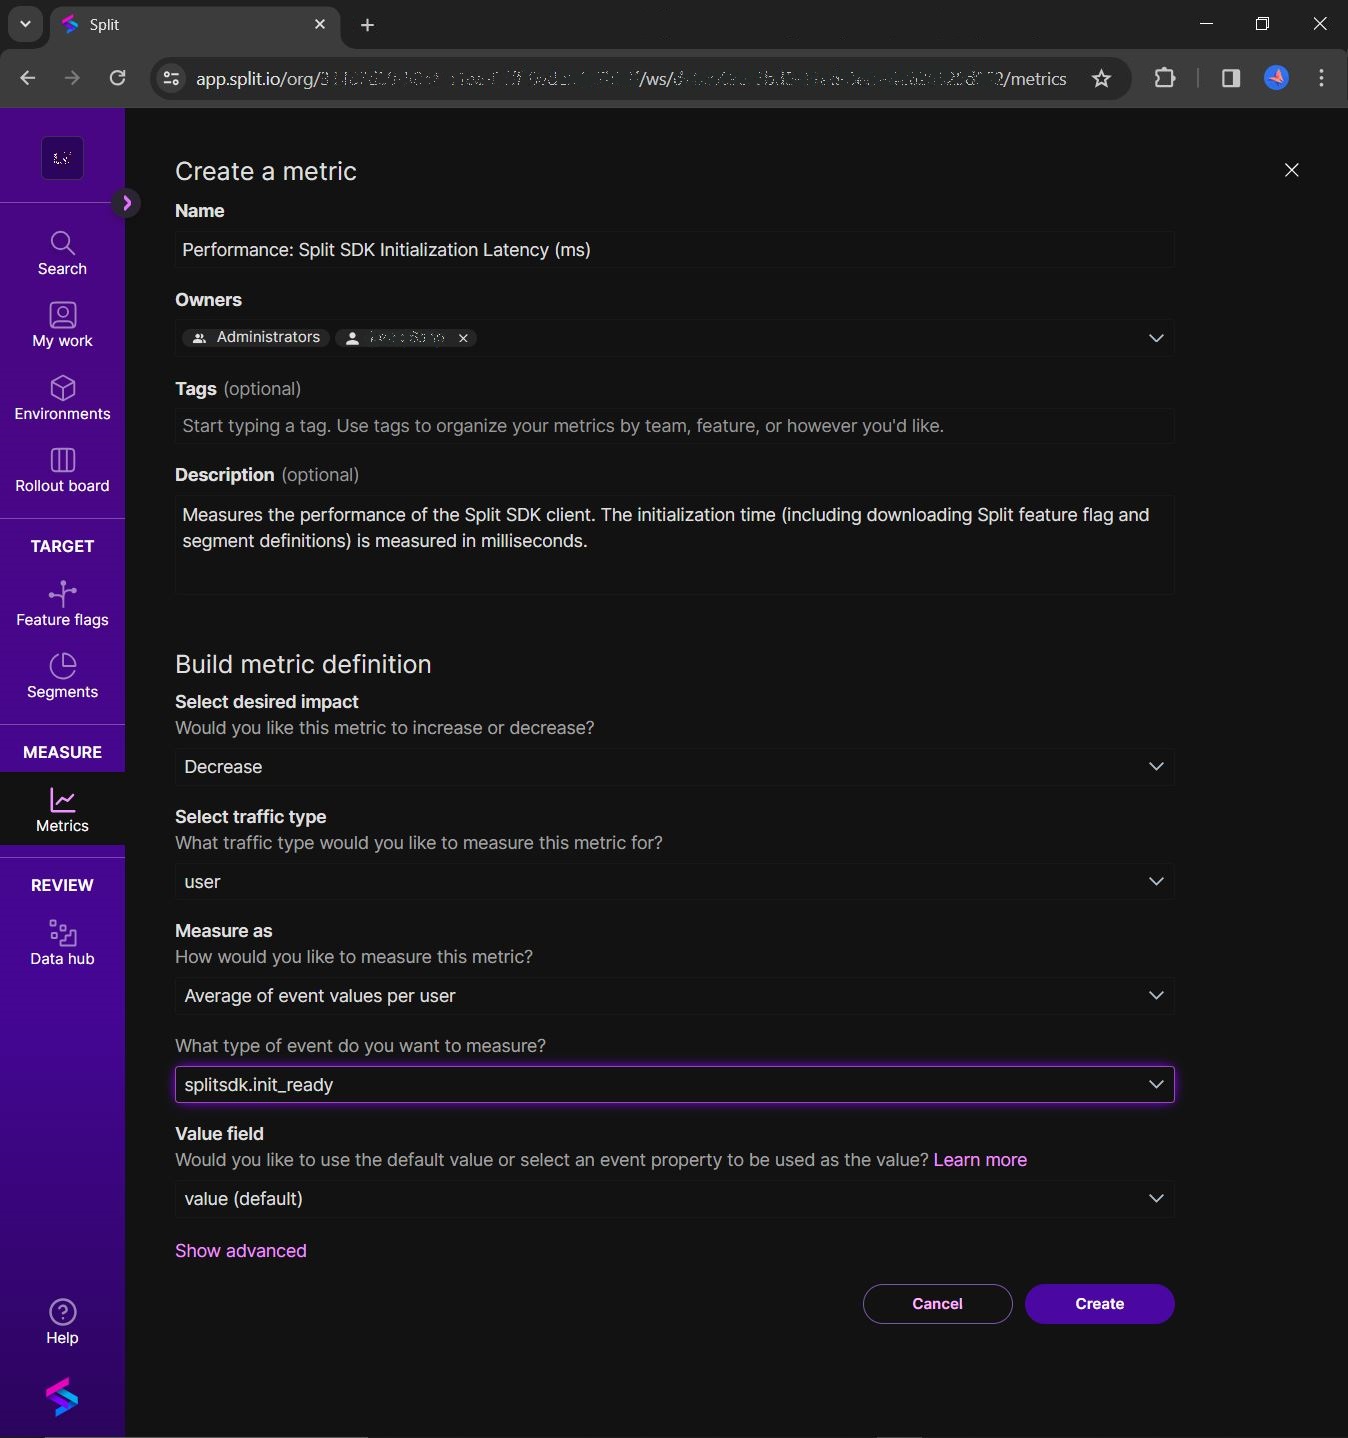 Split
app.split.io/org/
/ws/
/metrics
Create a metric
Name
Performance: Split SDK Initialization Latency (ms)
Owners
Administrators
Tags (optional)
Start typing a tag. Use tags to organize your metrics by team, feature, or however you'd like.
Description (optional)
Measures the performance of the Split SDK client. The initialization time (including downloading Split feature flag and
segment definitions) is measured in milliseconds.
Build metric definition
Select desired impact
Would you like this metric to increase or decrease?
Decrease
Select traffic type
What traffic type would you like to measure this metric for?
user
Measure as
How would you like to measure this metric?
Average of event values per user
What type of event do you want to measure?
splitsdk.init_ready
Value field
Would you like to use the default value or select an event property to be used as the value? Learn more
value (default)
Show advanced
Cancel
Create
Search
My work
Environments
Rollout board
TARGET
Feature flags
Segments
MEASURE
Metrics
REVIEW
Data hub
Help